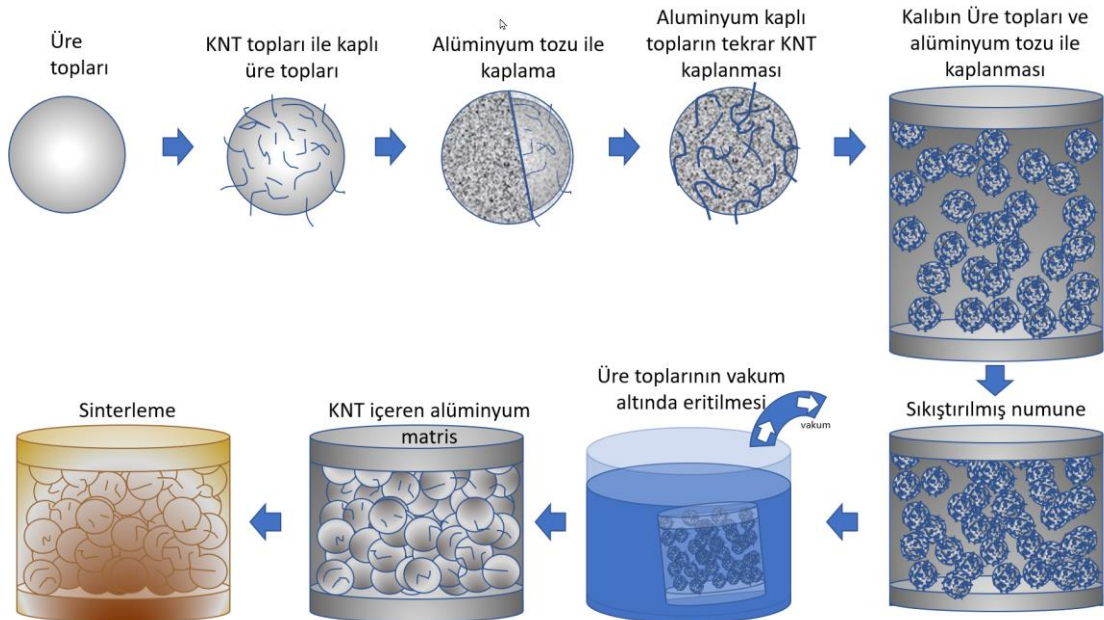 Üre
topları
KNT topları ile kaplı
üre topları
Alüminyum tozu ile
kaplama
Aluminyum kaplı
topların tekrar KNT
kaplanması
Kalıbın Üre topları ve
alüminyum tozu ile
kaplanması
Sıkıştırılmış numune
Üre toplarının vakum
altında eritilmesi
vakum
KNT içeren alüminyum
matris
Sinterleme